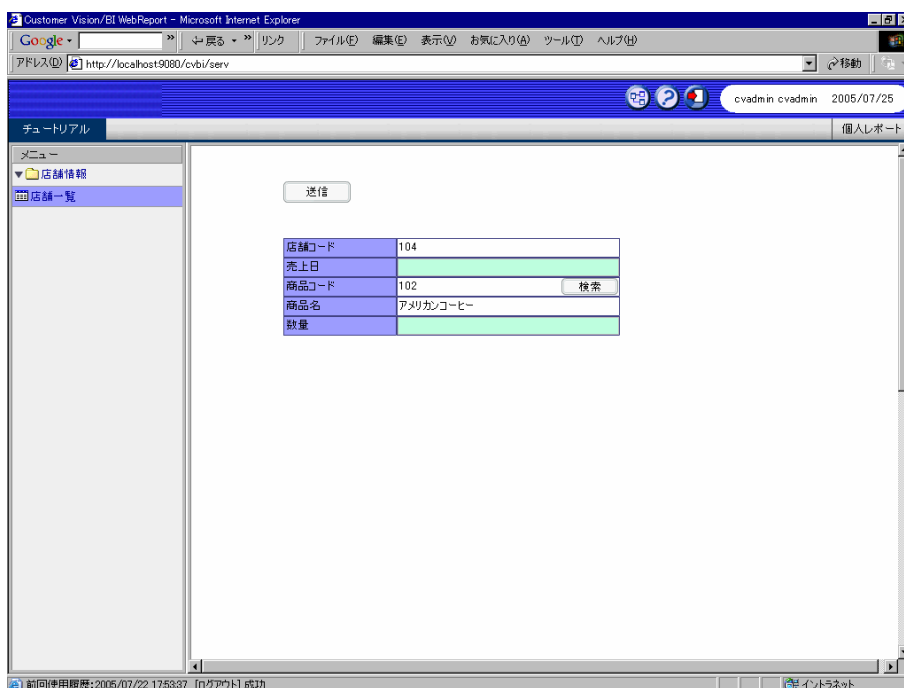 Customer Vision/BI WebReport - Microsoft Internet Explorer
Google - » 戻る » リンク ファイル(F) 編集(E) 表示(V) お気に入り(A) ツール(T) ヘルプ(H)
アドレス(D) http://localhost:9080/cvbi/serv 移動
cvadmin cvadmin 2005/07/25
チュートリアル 個人レポート
メニュー
店舗情報
店舗一覧
送信
店舗コード 104
売上日
商品コード 102 検索
商品名 アメリカンコーヒー
数量
前回使用履歴:2005/07/22 17:53:37 [ログアウト] 成功 イントラネット